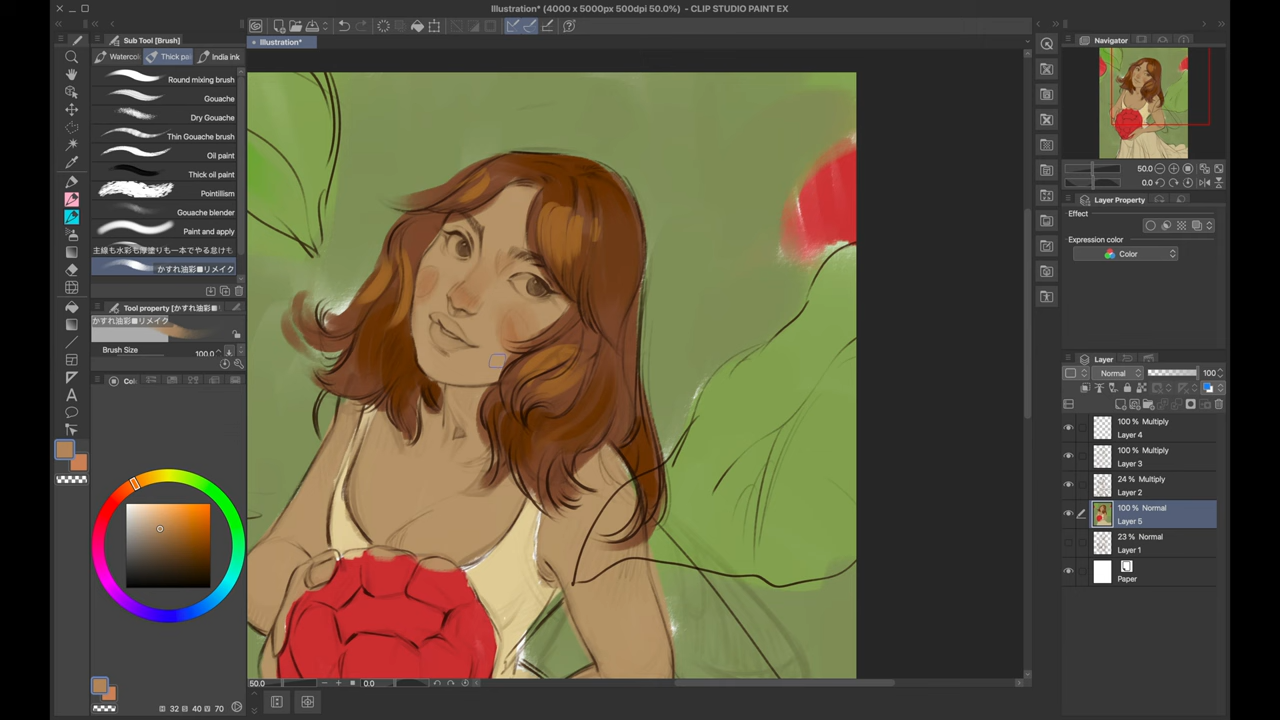 Illustration* (4000 x 5000px 500dpi 50.0%) - CLIP STUDIO PAINT EX
Sub Tool [Brush]
Illustration*
Navigator
Watercol
Thick pai
India ink
Round mixing brush
Gouache
Dry Gouache
Thin Gouache brush
Oil paint
Thick oil paint
Pointillism
Gouache blender
Paint and apply
主線も水彩も厚塗りも一本でやる怠けも
かすれ油彩■リメイク
Tool property [かすれ油彩■リメイク
かすれ油彩■リメイク
Brush Size
100.0
Col
A
32
40
70
50.0
0.0
50.0
0.0
Layer Property
Effect
Expression color
Color
Layer
Normal
100
100 % Multiply
Layer 4
100 % Multiply
Layer 3
24 % Multiply
Layer 2
100 % Normal
Layer 5
23 % Normal
Layer 1
Paper